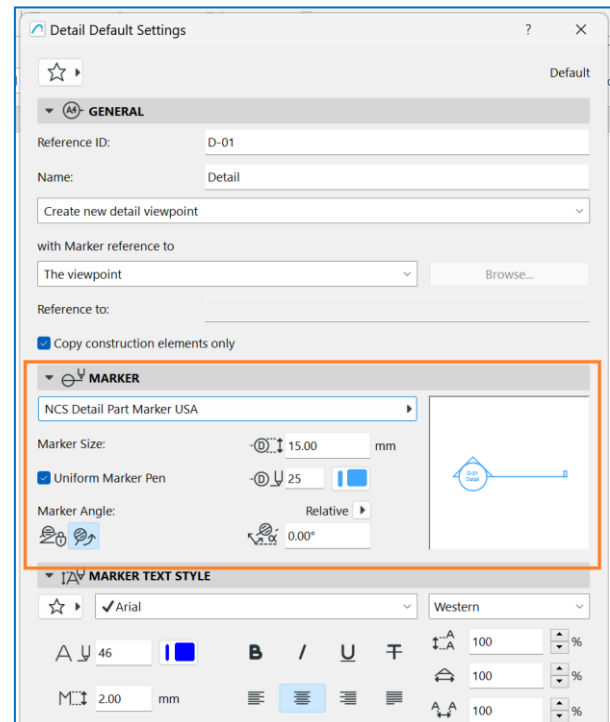 Detail Default Settings ? ×
Default
GENERAL
Reference ID: D-01
Name: Detail
Create new detail viewpoint
with Marker reference to
The viewpoint Browse...
Reference to:
Copy construction elements only
MARKER
NCS Detail Part Marker USA
Marker Size: 15.00 mm
D-01
Detail
Uniform Marker Pen 25
Marker Angle: Relative
0.00°
MARKER TEXT STYLE
Arial Western
46 B I U T 100 %
100 %
2.00 mm 100 %